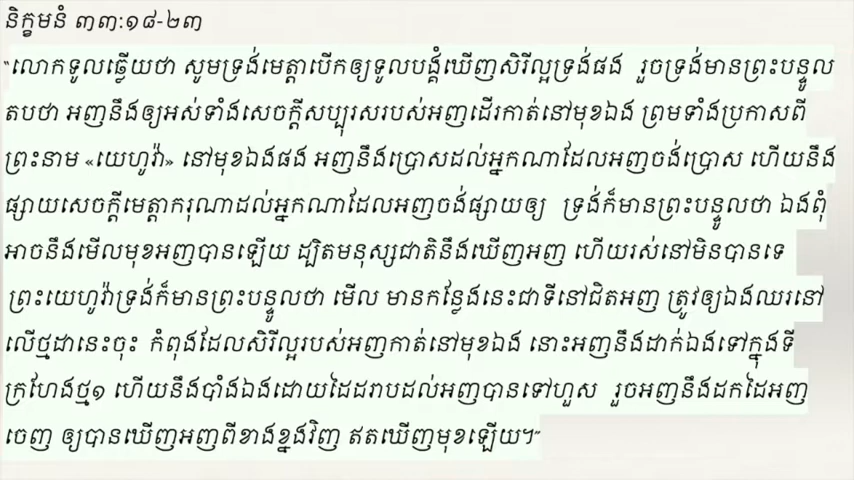 និក្ខមនំ ៣៣:១៨-២៣
“លោកទូលឆ្លើយថា សូមទ្រង់មេត្តាបើកឲ្យទូលបង្គំឃើញសិរីល្អទ្រង់ផង រួចទ្រង់មានព្រះបន្ទូល
តបថា អញនឹងឲ្យអស់ទាំងសេចក្តីសប្បុរសរបស់អញដើរកាត់នៅមុខឯង ព្រមទាំងប្រកាសពី
ព្រះនាម «យេហូវ៉ា» នៅមុខឯងផង អញនឹងប្រោសដល់អ្នកណាដែលអញចង់ប្រោស ហើយនឹង
ផ្សាយសេចក្តីមេត្តាករុណាដល់អ្នកណាដែលអញចង់ផ្សាយឲ្យ ទ្រង់ក៏មានព្រះបន្ទូលថា ឯងពុំ
អាចនឹងមើលមុខអញបានឡើយ ដ្បិតមនុស្សជាតិនឹងឃើញអញ ហើយរស់នៅមិនបានទេ
ព្រះយេហូវ៉ាទ្រង់ក៏មានព្រះបន្ទូលថា មើល មានកន្លែងនេះជាទីនៅជិតអញ ត្រូវឲ្យឯងឈរនៅ
លើថ្មដានេះចុះ កំពុងដែលសិរីល្អរបស់អញកាត់នៅមុខឯង នោះអញនឹងដាក់ឯងទៅក្នុងទី
ក្រហែងថ្ម១ ហើយនឹងបាំងឯងដោយដៃដរាបដល់អញបានទៅហួស រួចអញនឹងដកដៃអញ
ចេញ ឲ្យបានឃើញអញពីខាងខ្នងវិញ ឥតឃើញមុខឡើយ។”